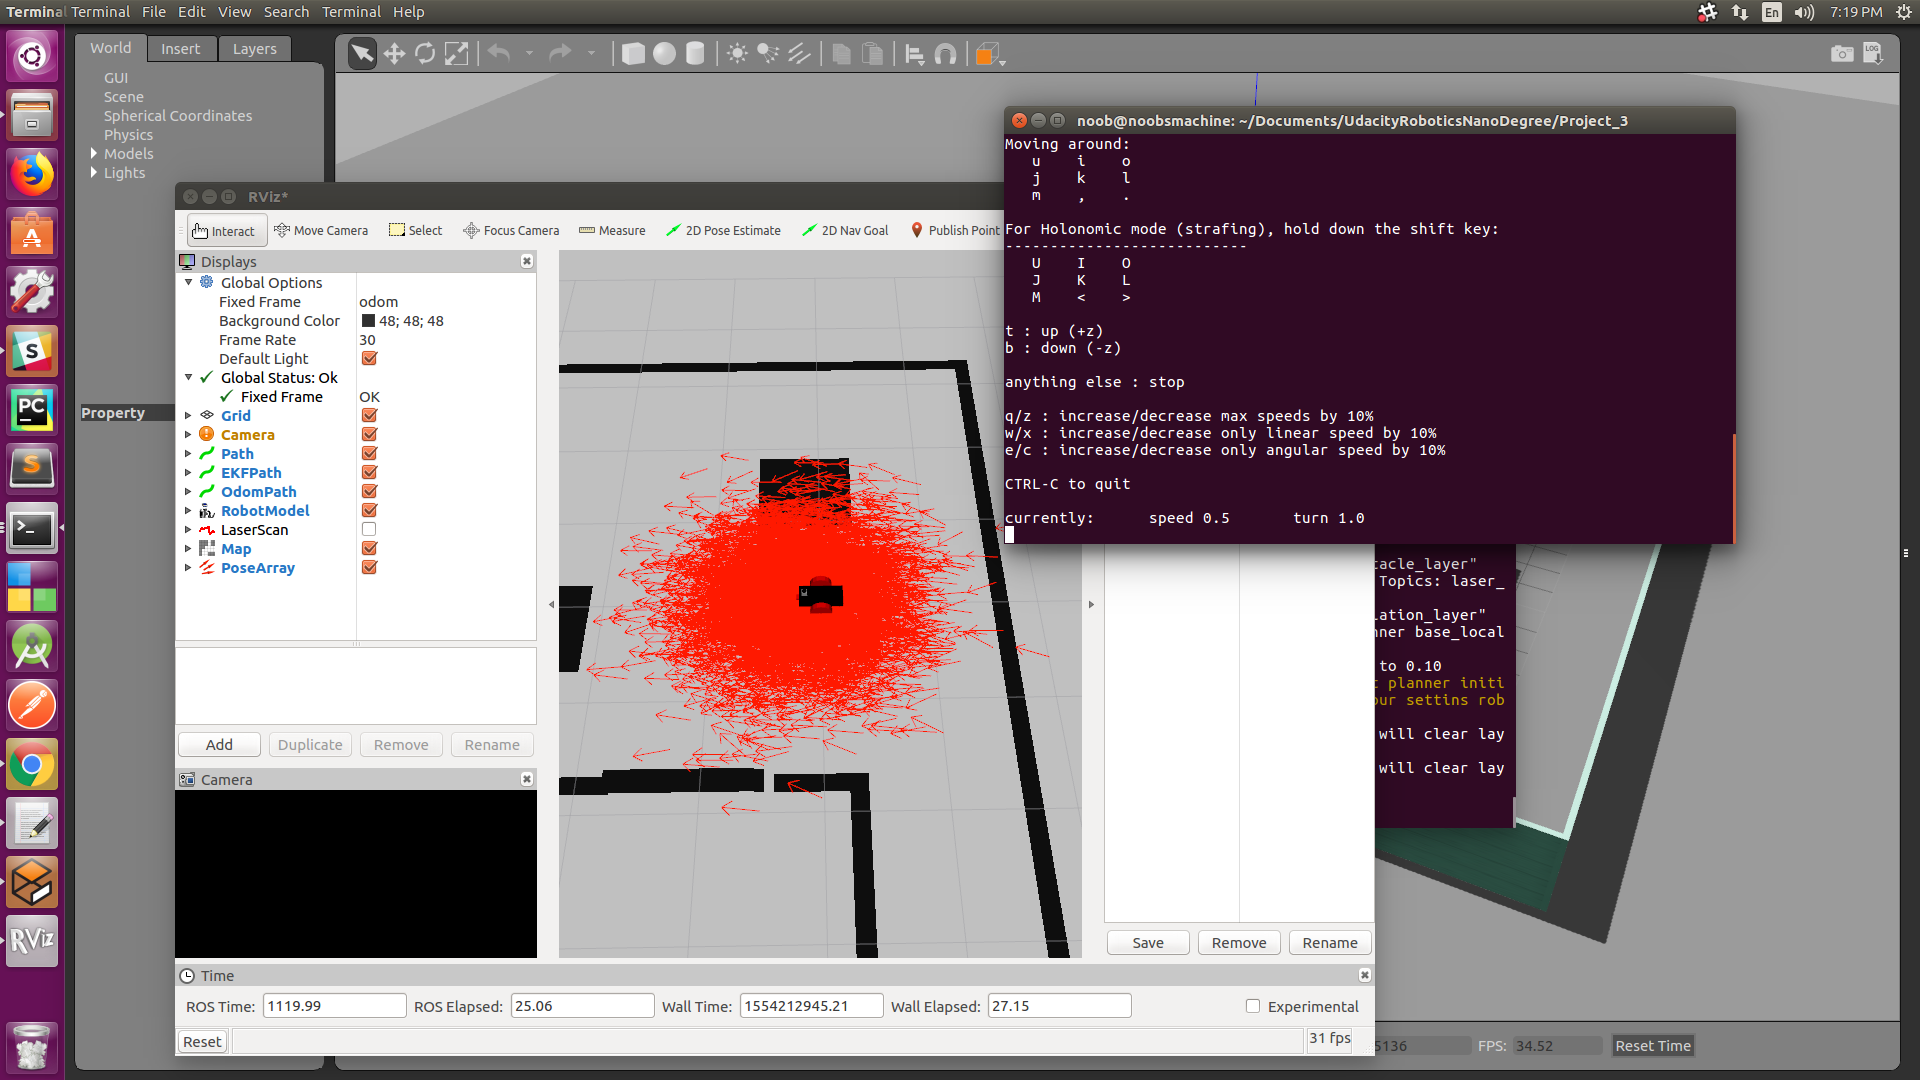 Terminal Terminal File Edit View Search Terminal Help
En 7:19 PM
World Insert Layers
GUI
Scene
Spherical Coordinates
Physics
Models
Lights
Property
LOG
noob@noobsmachine: ~/Documents/UdacityRoboticsNanoDegree/Project_3
Moving around:
u i o
j k l
m , .
For Holonomic mode (strafing), hold down the shift key:
---------------------------
U I O
J K L
M < >
t : up (+z)
b : down (-z)
anything else : stop
q/z : increase/decrease max speeds by 10%
w/x : increase/decrease only linear speed by 10%
e/c : increase/decrease only angular speed by 10%
CTRL-C to quit
currently: speed 0.5 turn 1.0
RViz*
Interact Move Camera Select Focus Camera Measure 2D Pose Estimate 2D Nav Goal Publish Point
Displays
Global Options
Fixed Frame odom
Background Color 48; 48; 48
Frame Rate 30
Default Light
Global Status: Ok
Fixed Frame OK
Grid
Camera
Path
EKFPath
OdomPath
RobotModel
LaserScan
Map
PoseArray
Add Duplicate Remove Rename
Camera
tacle_layer"
Topics: laser_
lation_layer"
nner base_local
to 0.10
t planner initi
our settins rob
will clear lay
will clear lay
Save Remove Rename
Time
ROS Time: 1119.99 ROS Elapsed: 25.06 Wall Time: 1554212945.21 Wall Elapsed: 27.15 Experimental
Reset 31 fps
5136 FPS: 34.52 Reset Time
PC
RViz